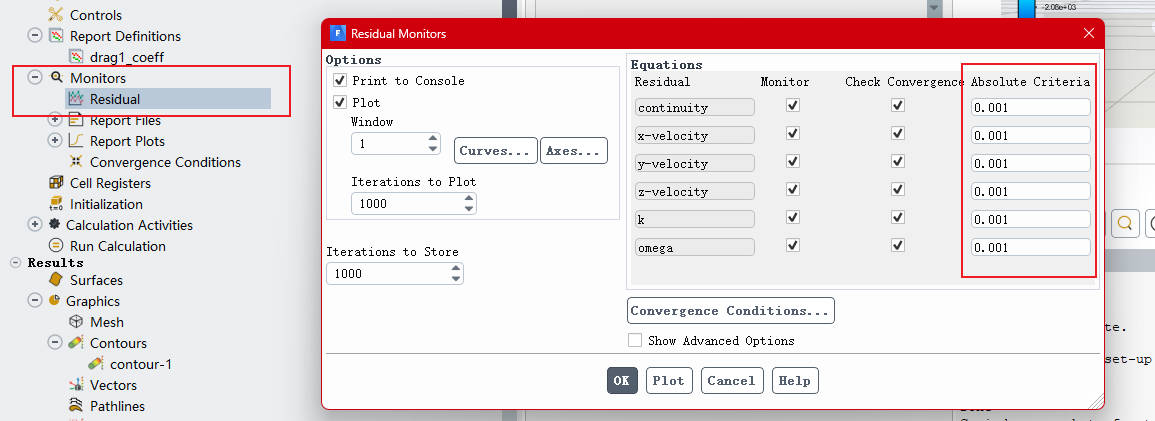 Controls
Report Definitions
drag1_coeff
Monitors
Residual
Report Files
Report Plots
Convergence Conditions
Cell Registers
Initialization
Calculation Activities
Run Calculation
Results
Surfaces
Graphics
Mesh
Contours
contour-1
Vectors
Pathlines
-2.08e+03
Residual Monitors
Options
Print to Console
Plot
Window
1
Curves...
Axes...
Iterations to Plot
1000
Iterations to Store
1000
Equations
Residual Monitor Check Convergence Absolute Criteria
continuity 0.001
x-velocity 0.001
y-velocity 0.001
z-velocity 0.001
k 0.001
omega 0.001
Convergence Conditions...
Show Advanced Options
OK Plot Cancel Help
set-up